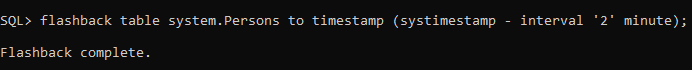 SQL> flashback table system.Persons to timestamp (systimestamp - interval '2' minute);
Flashback complete.